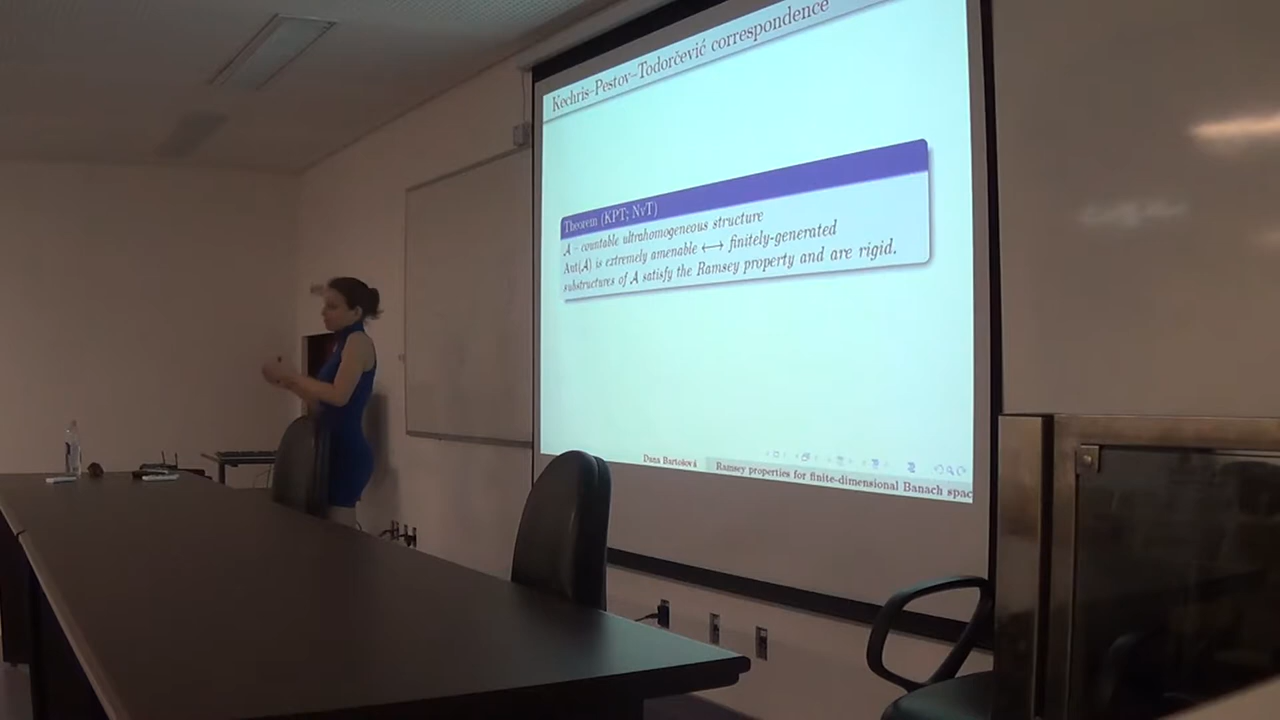 Kechris–Pestov–Todorčević correspondence
Theorem (KPT; NvT)
𝒜 – countable ultrahomogeneous structure
Aut(𝒜) is extremely amenable ⟷ finitely-generated
substructures of 𝒜 satisfy the Ramsey property and are rigid.
Dana Bartošová Ramsey properties for finite-dimensional Banach spac